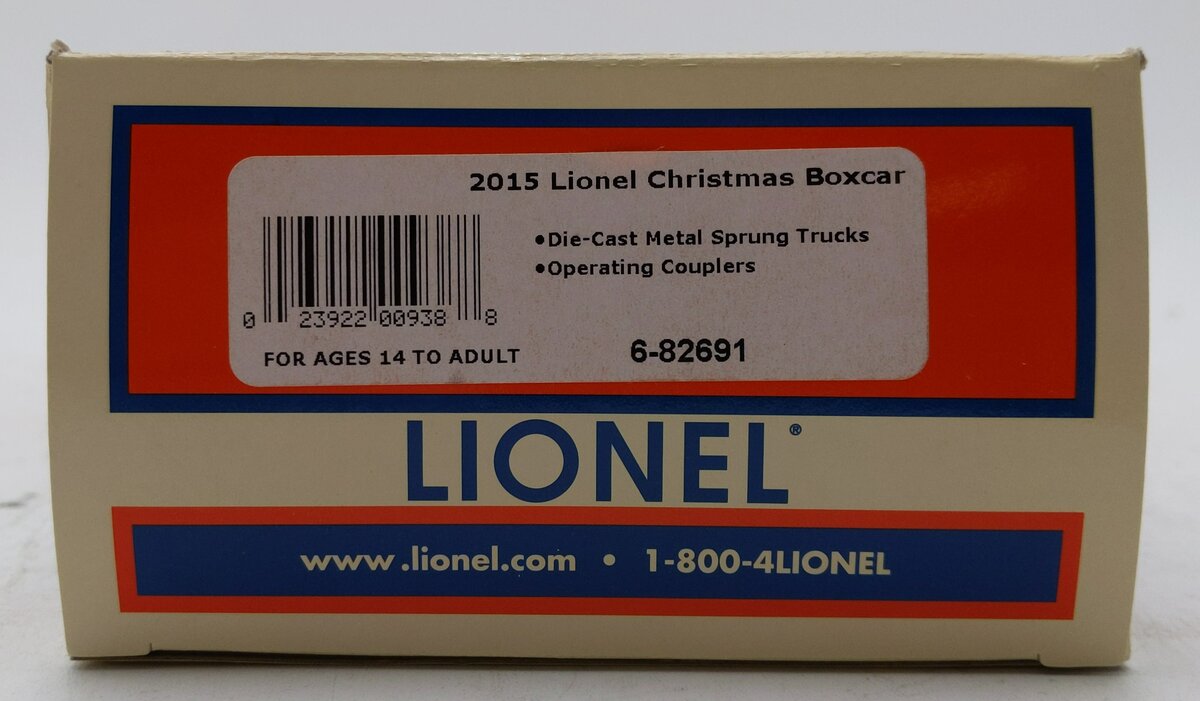 2015 Lionel Christmas Boxcar
•Die-Cast Metal Sprung Trucks
•Operating Couplers
0 23922 00938 8
FOR AGES 14 TO ADULT
6-82691
LIONEL®
www.lionel.com • 1-800-4LIONEL